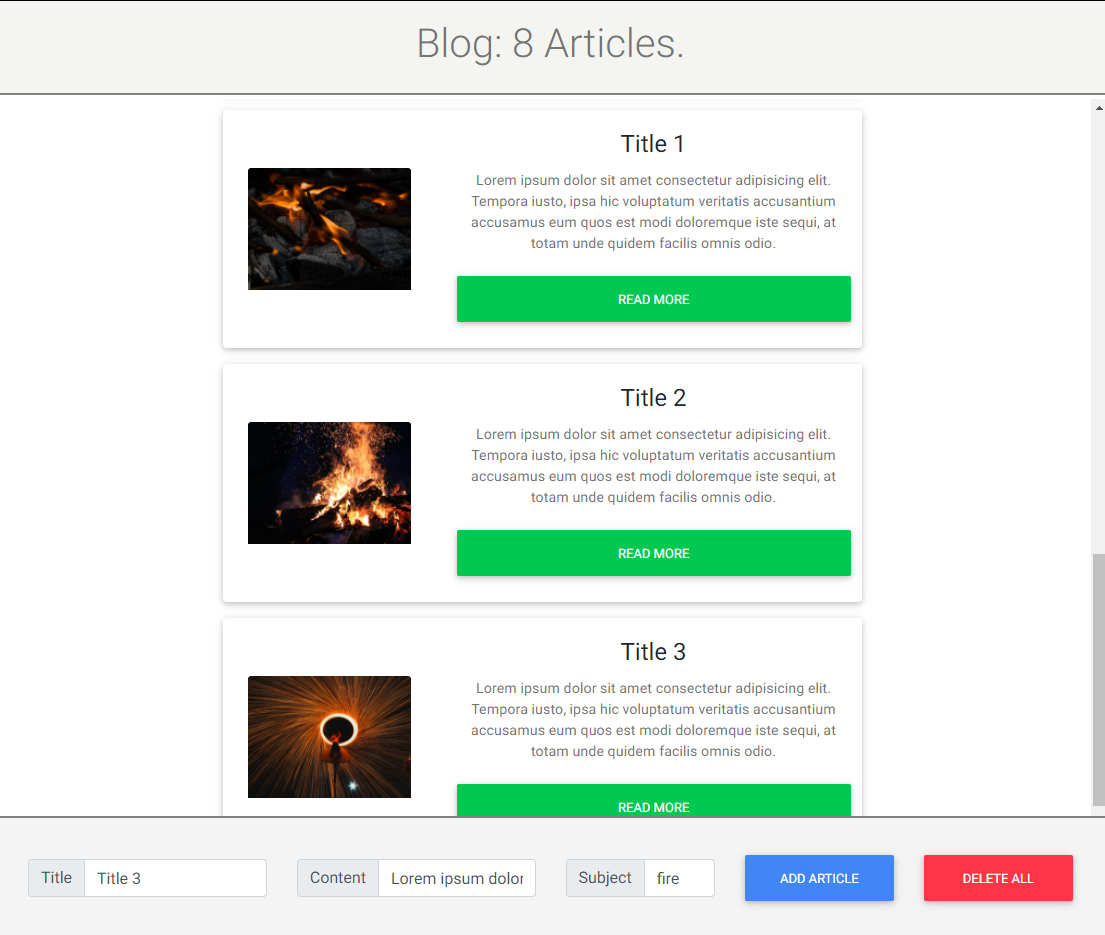 Blog: 8 Articles.
Title 1
Lorem ipsum dolor sit amet consectetur adipisicing elit.
Tempora iusto, ipsa hic voluptatum veritatis accusantium
accusamus eum quos est modi doloremque iste sequi, at
totam unde quidem facilis omnis odio.
READ MORE
Title 2
Lorem ipsum dolor sit amet consectetur adipisicing elit.
Tempora iusto, ipsa hic voluptatum veritatis accusantium
accusamus eum quos est modi doloremque iste sequi, at
totam unde quidem facilis omnis odio.
READ MORE
Title 3
Lorem ipsum dolor sit amet consectetur adipisicing elit.
Tempora iusto, ipsa hic voluptatum veritatis accusantium
accusamus eum quos est modi doloremque iste sequi, at
totam unde quidem facilis omnis odio.
READ MORE
Title Title 3 Content Lorem ipsum dolor Subject fire ADD ARTICLE DELETE ALL